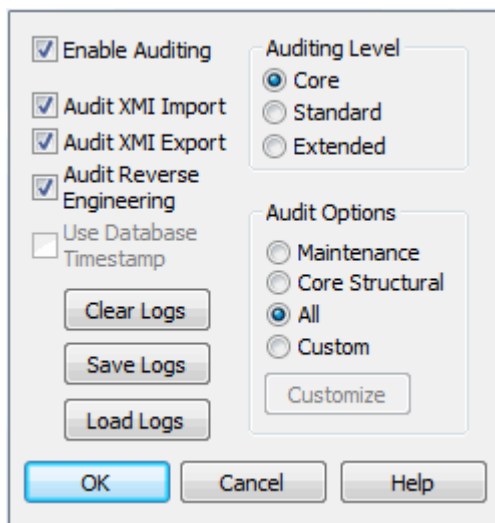 Enable Auditing
Audit XMI Import
Audit XMI Export
Audit Reverse
Engineering
Use Database
Timestamp
Clear Logs
Save Logs
Load Logs
Auditing Level
Core
Standard
Extended
Audit Options
Maintenance
Core Structural
All
Custom
Customize
OK
Cancel
Help